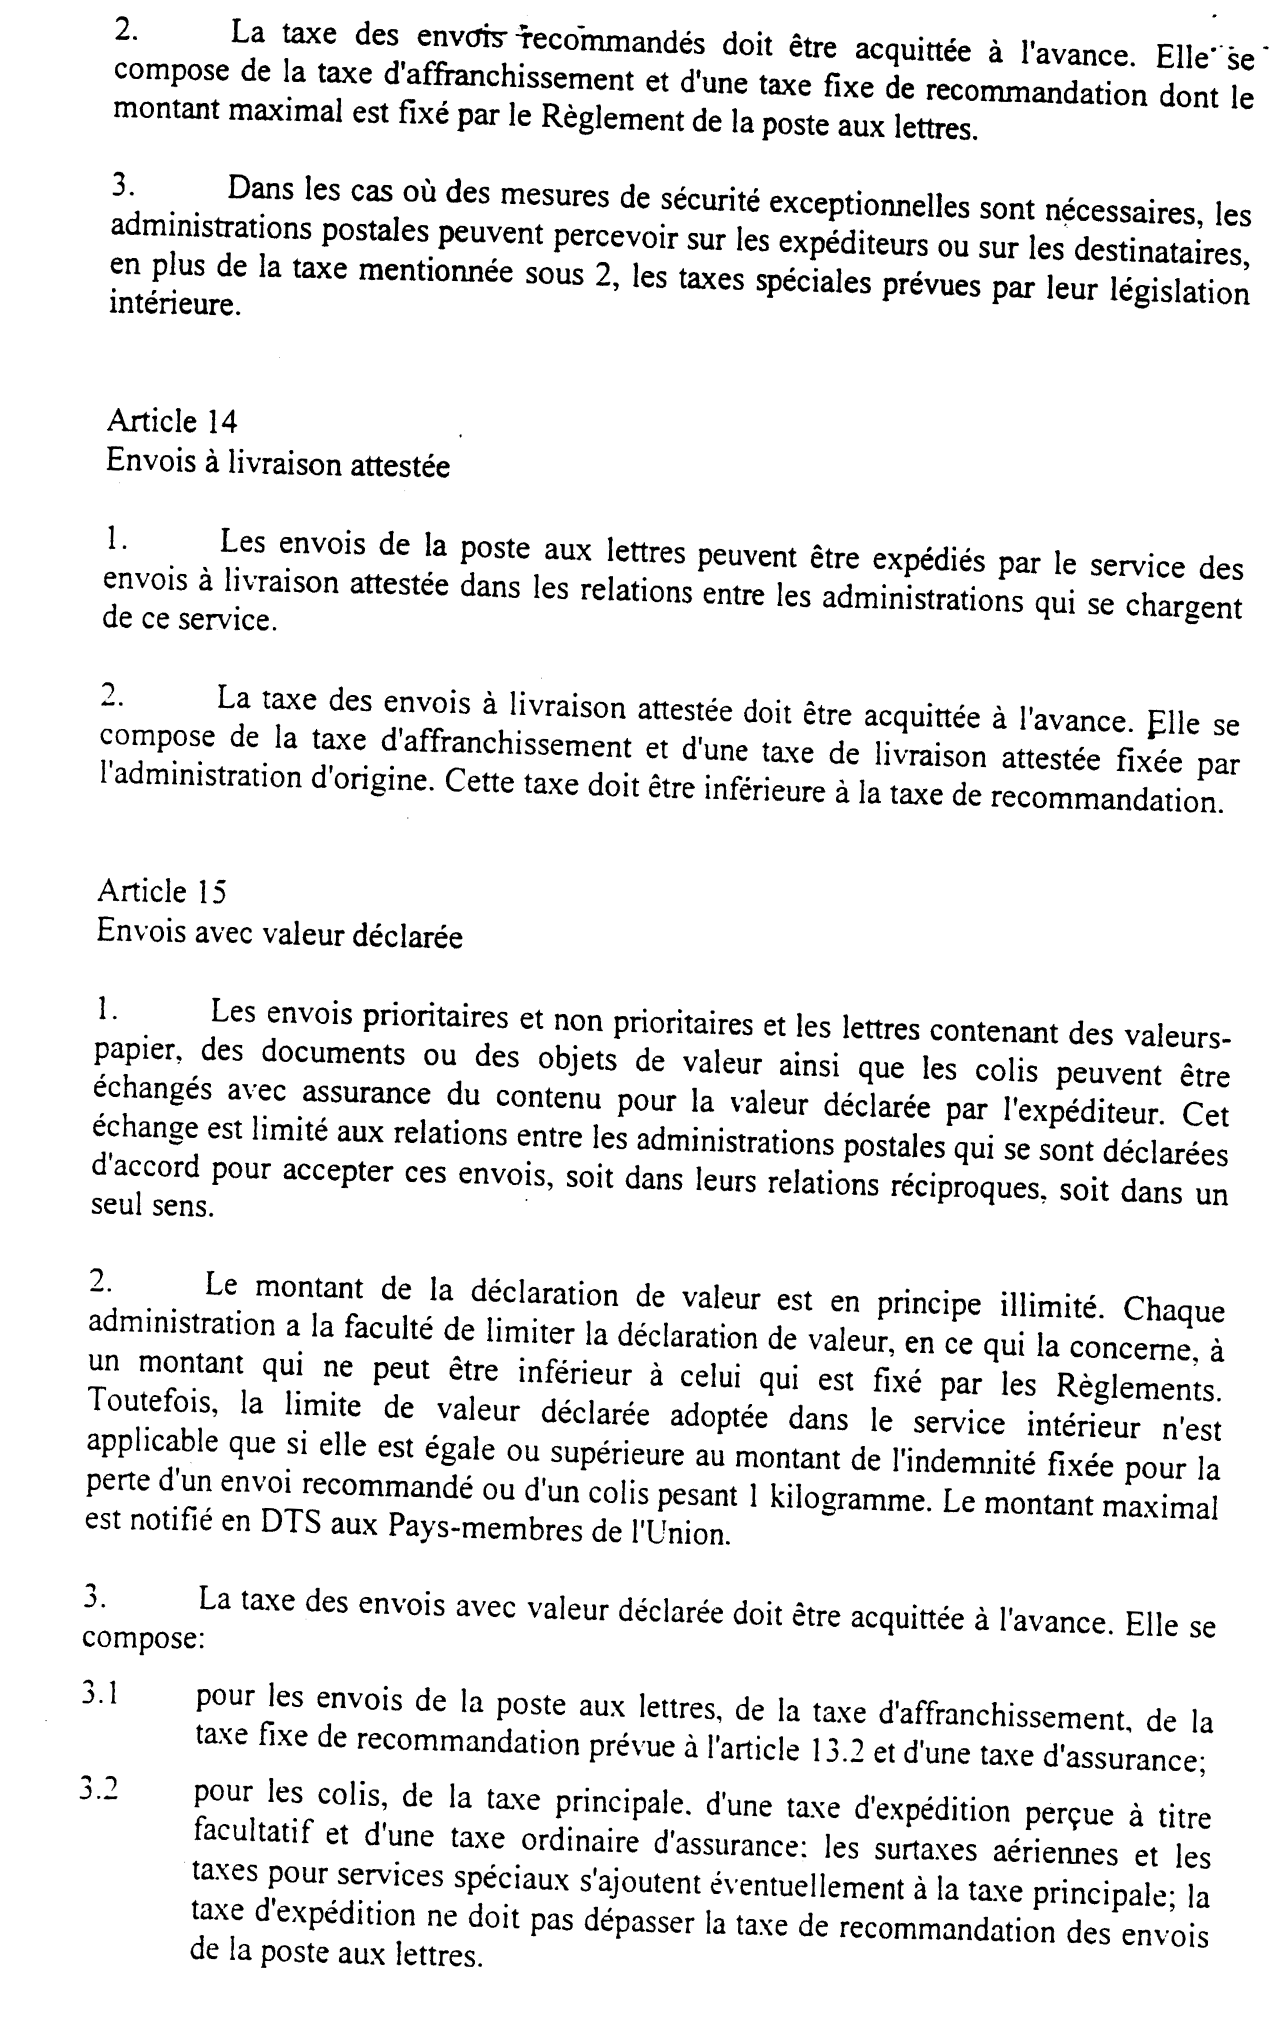 2. La taxe des envois recommandés doit être acquittée à l'avance. Elle se
compose de la taxe d'affranchissement et d'une taxe fixe de recommandation dont le
montant maximal est fixé par le Règlement de la poste aux lettres.
3. Dans les cas où des mesures de sécurité exceptionnelles sont nécessaires, les
administrations postales peuvent percevoir sur les expéditeurs ou sur les destinataires,
en plus de la taxe mentionnée sous 2, les taxes spéciales prévues par leur législation
intérieure.
Article 14
Envois à livraison attestée
1. Les envois de la poste aux lettres peuvent être expédiés par le service des
envois à livraison attestée dans les relations entre les administrations qui se chargent
de ce service.
2. La taxe des envois à livraison attestée doit être acquittée à l'avance. Elle se
compose de la taxe d'affranchissement et d'une taxe de livraison attestée fixée par
l'administration d'origine. Cette taxe doit être inférieure à la taxe de recommandation.
Article 15
Envois avec valeur déclarée
1. Les envois prioritaires et non prioritaires et les lettres contenant des valeurs-
papier, des documents ou des objets de valeur ainsi que les colis peuvent être
échangés avec assurance du contenu pour la valeur déclarée par l'expéditeur. Cet
échange est limité aux relations entre les administrations postales qui se sont déclarées
d'accord pour accepter ces envois, soit dans leurs relations réciproques, soit dans un
seul sens.
2. Le montant de la déclaration de valeur est en principe illimité. Chaque
administration a la faculté de limiter la déclaration de valeur, en ce qui la concerne, à
un montant qui ne peut être inférieur à celui qui est fixé par les Règlements.
Toutefois, la limite de valeur déclarée adoptée dans le service intérieur n'est
applicable que si elle est égale ou supérieure au montant de l'indemnité fixée pour la
perte d'un envoi recommandé ou d'un colis pesant 1 kilogramme. Le montant maximal
est notifié en DTS aux Pays-membres de l'Union.
3. La taxe des envois avec valeur déclarée doit être acquittée à l'avance. Elle se
compose:
3.1 pour les envois de la poste aux lettres, de la taxe d'affranchissement, de la
taxe fixe de recommandation prévue à l'article 13.2 et d'une taxe d'assurance;
3.2 pour les colis, de la taxe principale, d'une taxe d'expédition perçue à titre
facultatif et d'une taxe ordinaire d'assurance: les surtaxes aériennes et les
taxes pour services spéciaux s'ajoutent éventuellement à la taxe principale; la
taxe d'expédition ne doit pas dépasser la taxe de recommandation des envois
de la poste aux lettres.